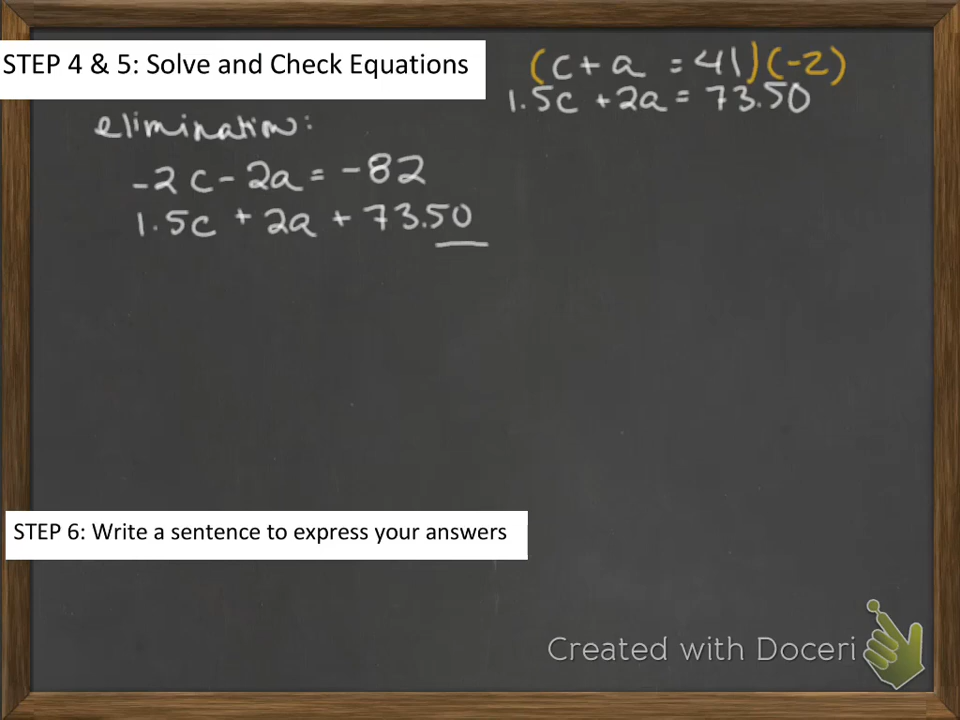 STEP 4 & 5: Solve and Check Equations
(c + a = 41)(-2)
1.5c + 2a = 73.50
elimination:
-2c - 2a = -82
1.5c + 2a + 73.50
STEP 6: Write a sentence to express your answers
Created with Doceri